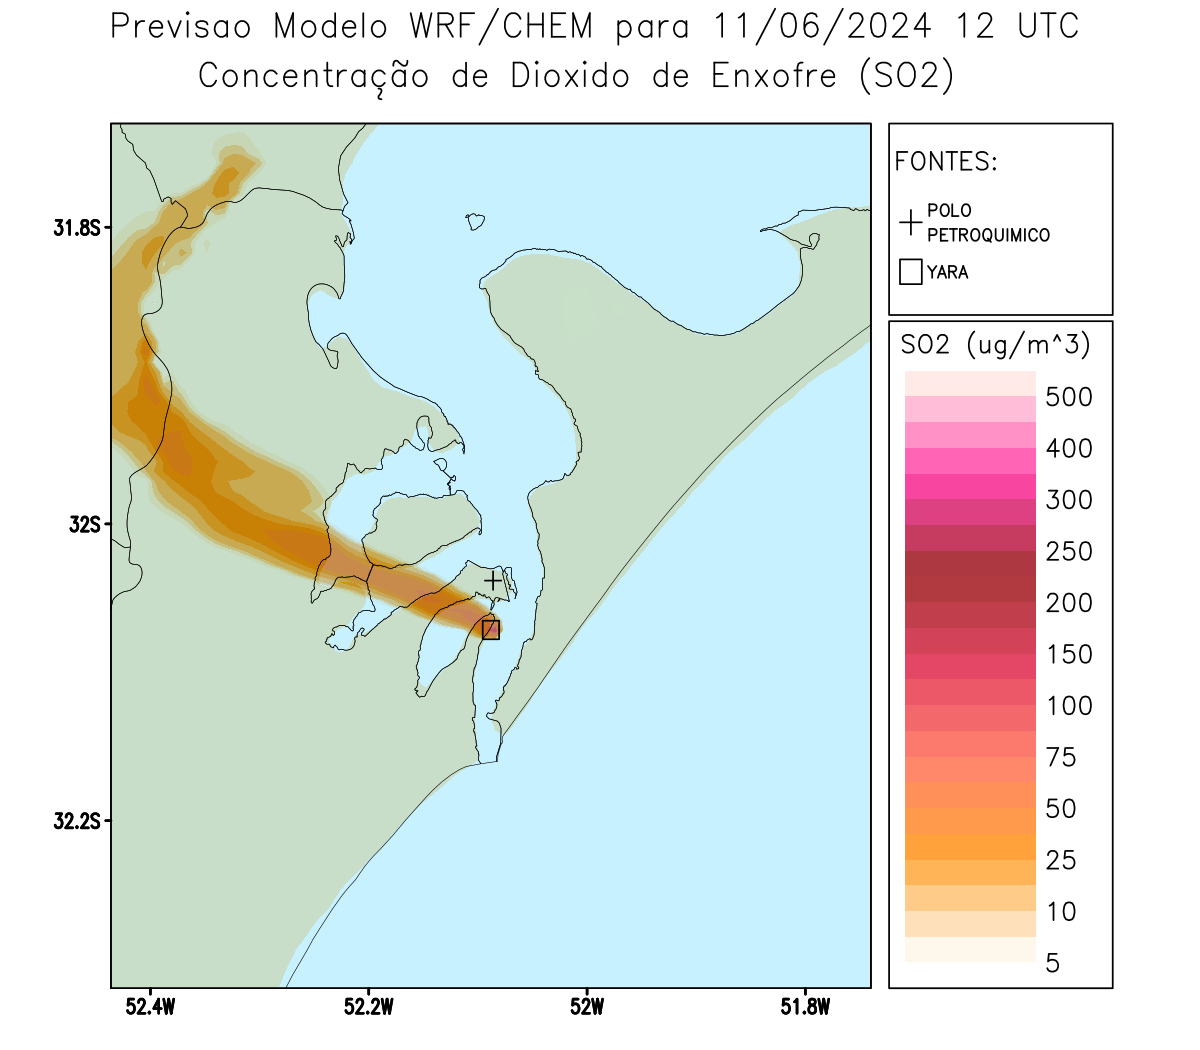 Previsao Modelo WRF/CHEM para 11/06/2024 12 UTC
Concentração de Dioxido de Enxofre (SO2)
FONTES:
POLO
PETROQUIMICO
YARA
SO2 (ug/m^3)
500
400
300
250
200
150
100
75
50
25
10
5
31.8S
32S
32.2S
52.4W
52.2W
52W
51.8W